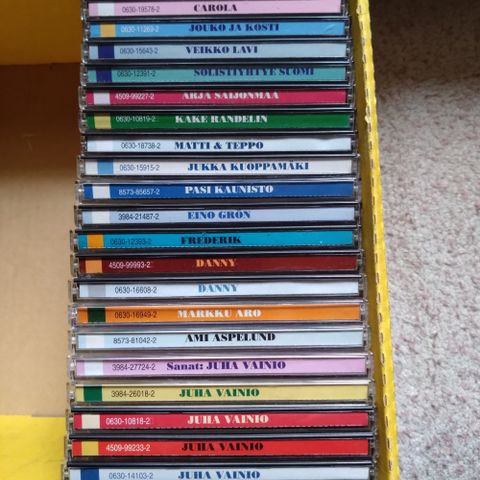 0630-19578-2 CAROLA
0630-11269-2 JOUKO JA KOSTI
0630-15643-2 VEIKKO LAVI
0630-12391-2 SOLISTIYHTYE SUOMI
4509-99227-2 ARJA SAIJONMAA
0630-10819-2 KAKE RANDELIN
0630-18738-2 MATTI & TEPPO
0630-15915-2 JUKKA KUOPPAMÄKI
8573-85657-2 PASI KAUNISTO
3984-21487-2 EINO GRÖN
0630-12393-2 FREDERIK
4509-99993-2 DANNY
0630-16608-2 DANNY
0630-16949-2 MARKKU ARO
8573-81042-2 AMI ASPELUND
3984-27724-2 Sanat: JUHA VAINIO
3984-26018-2 JUHA VAINIO
0630-10818-2 JUHA VAINIO
4509-99233-2 JUHA VAINIO
0630-14103-2 JUHA VAINIO